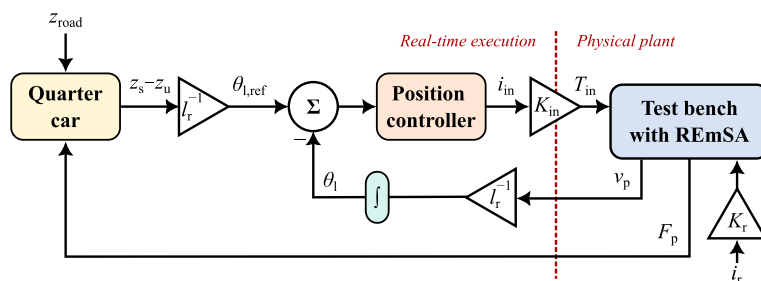 z_road
Real-time execution
Physical plant
Quarter
car
z_s−z_u
l_r^−1
θ_l,ref
Σ
−
Position
controller
i_in
K_in
T_in
Test bench
with REmSA
θ_l
∫
l_r^−1
v_p
F_p
K_r
i_r